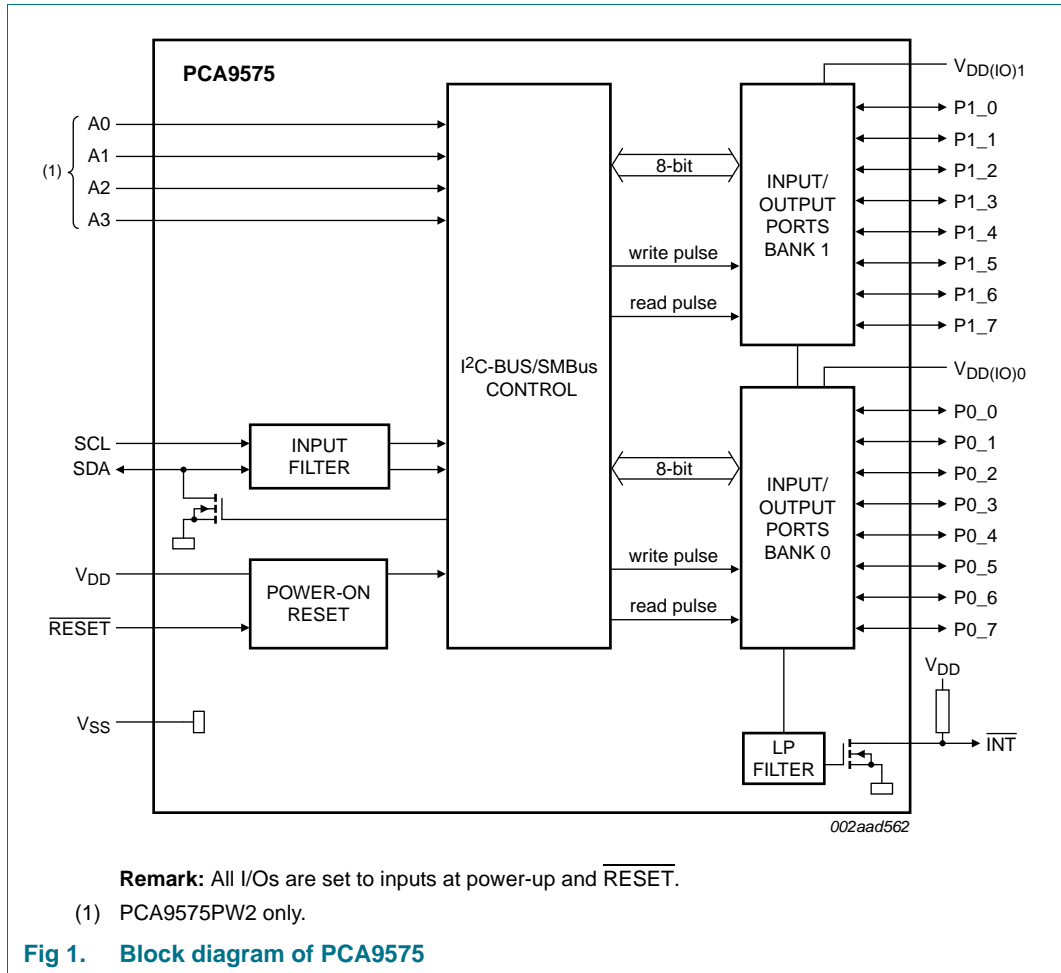 PCA9575
A0
A1
(1)
A2
A3
SCL
SDA
INPUT
FILTER
VDD
RESET
POWER-ON
RESET
VSS
I2C-BUS/SMBus
CONTROL
8-bit
write pulse
read pulse
8-bit
write pulse
read pulse
INPUT/
OUTPUT
PORTS
BANK 1
INPUT/
OUTPUT
PORTS
BANK 0
LP
FILTER
VDD(IO)1
P1_0
P1_1
P1_2
P1_3
P1_4
P1_5
P1_6
P1_7
VDD(IO)0
P0_0
P0_1
P0_2
P0_3
P0_4
P0_5
P0_6
P0_7
VDD
INT
002aad562
Remark: All I/Os are set to inputs at power-up and RESET.
(1) PCA9575PW2 only.
Fig 1. Block diagram of PCA9575